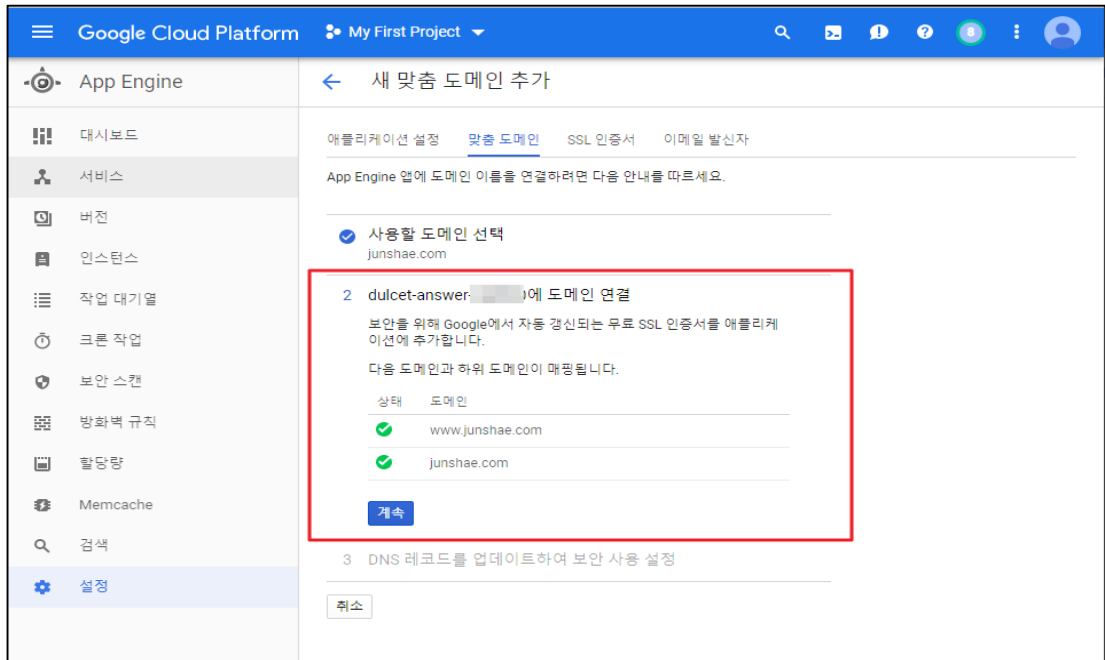 Google Cloud Platform
My First Project
8
App Engine
새 맞춤 도메인 추가
대시보드
서비스
버전
인스턴스
작업 대기열
크론 작업
보안 스캔
방화벽 규칙
할당량
Memcache
검색
설정
애플리케이션 설정 맞춤 도메인 SSL 인증서 이메일 발신자
App Engine 앱에 도메인 이름을 연결하려면 다음 안내를 따르세요.
사용할 도메인 선택
junshae.com
2 dulcet-answer- 에 도메인 연결
보안을 위해 Google에서 자동 갱신되는 무료 SSL 인증서를 애플리케
이션에 추가합니다.
다음 도메인과 하위 도메인이 매핑됩니다.
상태 도메인
www.junshae.com
junshae.com
계속
3 DNS 레코드를 업데이트하여 보안 사용 설정
취소